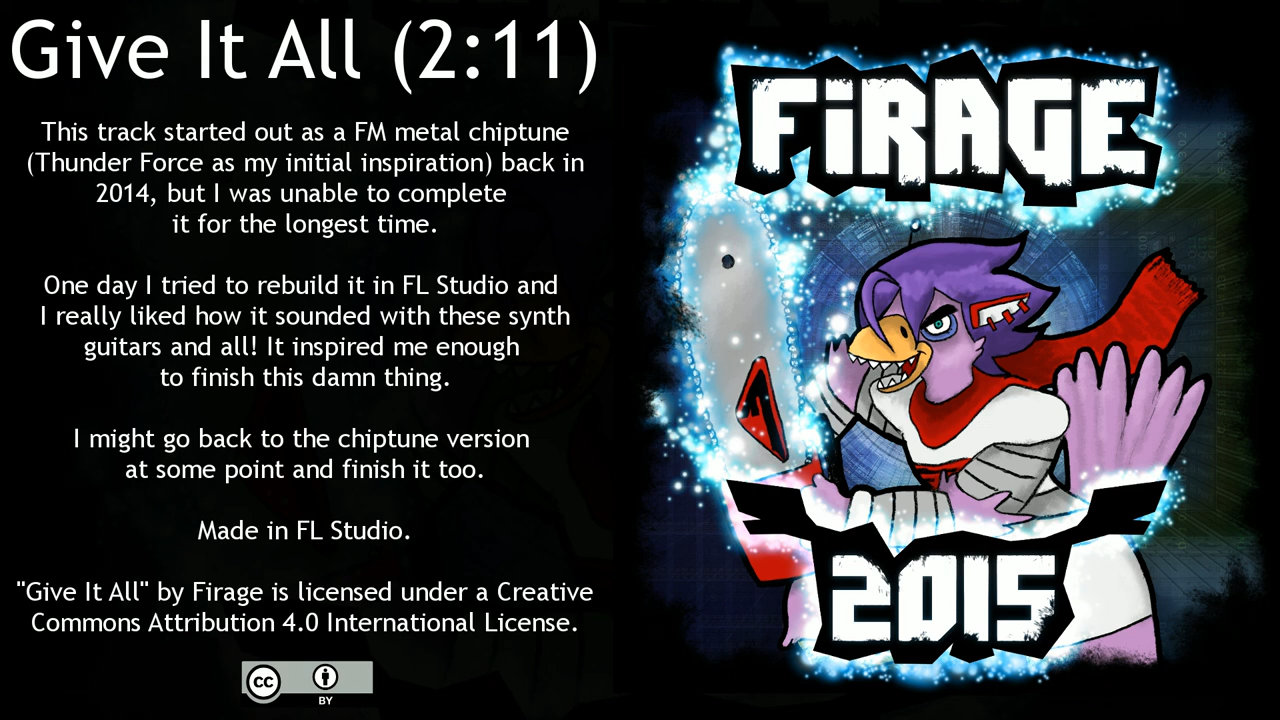 Give It All (2:11)
This track started out as a FM metal chiptune
(Thunder Force as my initial inspiration) back in
2014, but I was unable to complete
it for the longest time.
One day I tried to rebuild it in FL Studio and
I really liked how it sounded with these synth
guitars and all! It inspired me enough
to finish this damn thing.
I might go back to the chiptune version
at some point and finish it too.
Made in FL Studio.
"Give It All" by Firage is licensed under a Creative
Commons Attribution 4.0 International License.
cc
BY
FiRAGE
2015